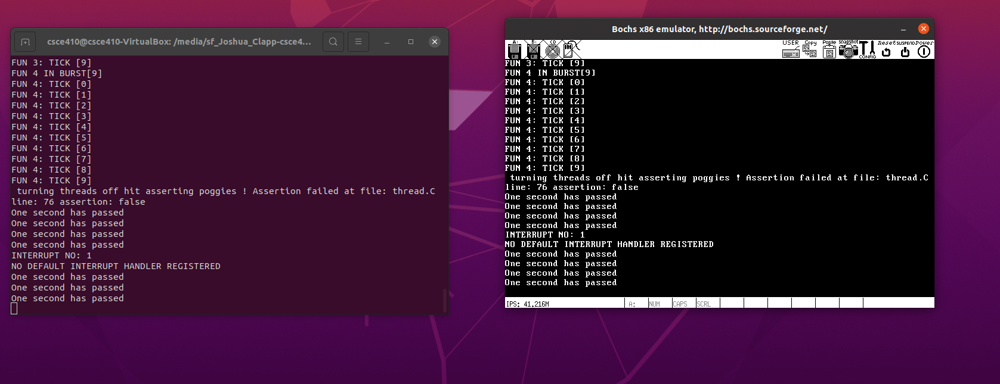 csce410@csce410-VirtualBox: /media/sf_Joshua_Clapp-csce4...
FUN 3: TICK [9]
FUN 4 IN BURST[9]
FUN 4: TICK [0]
FUN 4: TICK [1]
FUN 4: TICK [2]
FUN 4: TICK [3]
FUN 4: TICK [4]
FUN 4: TICK [5]
FUN 4: TICK [6]
FUN 4: TICK [7]
FUN 4: TICK [8]
FUN 4: TICK [9]
 turning threads off hit asserting poggies ! Assertion failed at file: thread.C
line: 76 assertion: false
One second has passed
One second has passed
One second has passed
One second has passed
INTERRUPT NO: 1
NO DEFAULT INTERRUPT HANDLER REGISTERED
One second has passed
One second has passed
One second has passed
Bochs x86 emulator, http://bochs.sourceforge.net/
A: B: CD USER Copy Paste snapshot CONFIG Reset SUSPEND Power
FUN 3: TICK [9]
FUN 4 IN BURST[9]
FUN 4: TICK [0]
FUN 4: TICK [1]
FUN 4: TICK [2]
FUN 4: TICK [3]
FUN 4: TICK [4]
FUN 4: TICK [5]
FUN 4: TICK [6]
FUN 4: TICK [7]
FUN 4: TICK [8]
FUN 4: TICK [9]
 turning threads off hit asserting poggies ! Assertion failed at file: thread.C
line: 76 assertion: false
One second has passed
One second has passed
One second has passed
One second has passed
INTERRUPT NO: 1
NO DEFAULT INTERRUPT HANDLER REGISTERED
One second has passed
One second has passed
One second has passed
One second has passed
IPS: 41.216M A: NUM CAPS SCRL